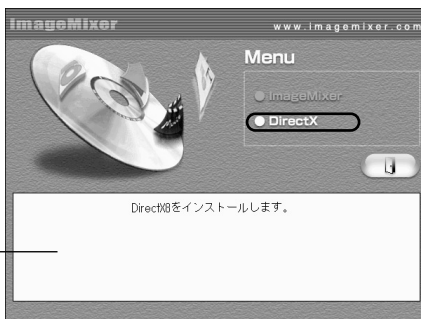 ImageMixer
www.imagemixer.com
Menu
ImageMixer
DirectX
DirectX8をインストールします。